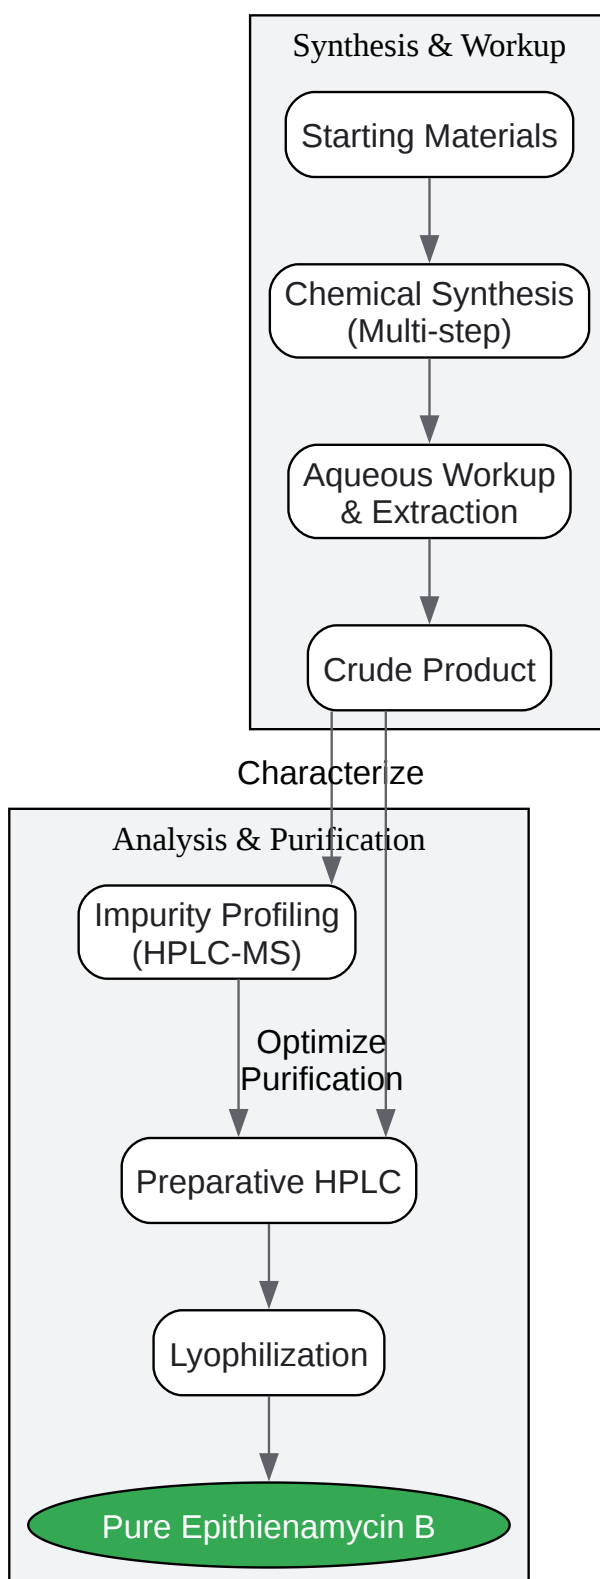 Synthesis & Workup
Starting Materials
Chemical Synthesis
(Multi-step)
Aqueous Workup
& Extraction
Crude Product
Characterize
Analysis & Purification
Impurity Profiling
(HPLC-MS)
Optimize
Purification
Preparative HPLC
Lyophilization
Pure Epithienamycin B